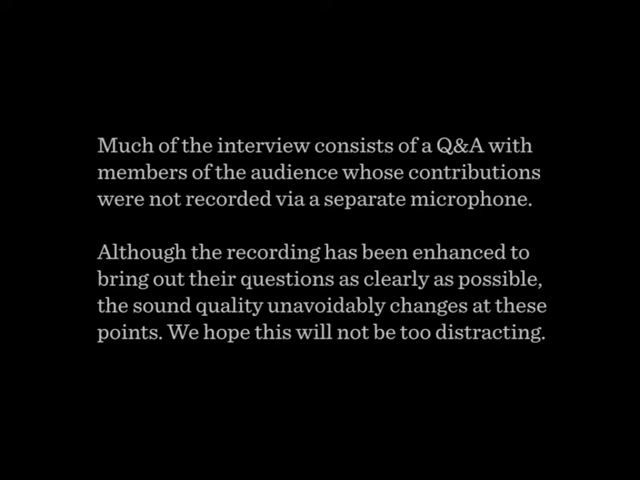 Much of the interview consists of a Q&A with
members of the audience whose contributions
were not recorded via a separate microphone.
Although the recording has been enhanced to
bring out their questions as clearly as possible,
the sound quality unavoidably changes at these
points. We hope this will not be too distracting.